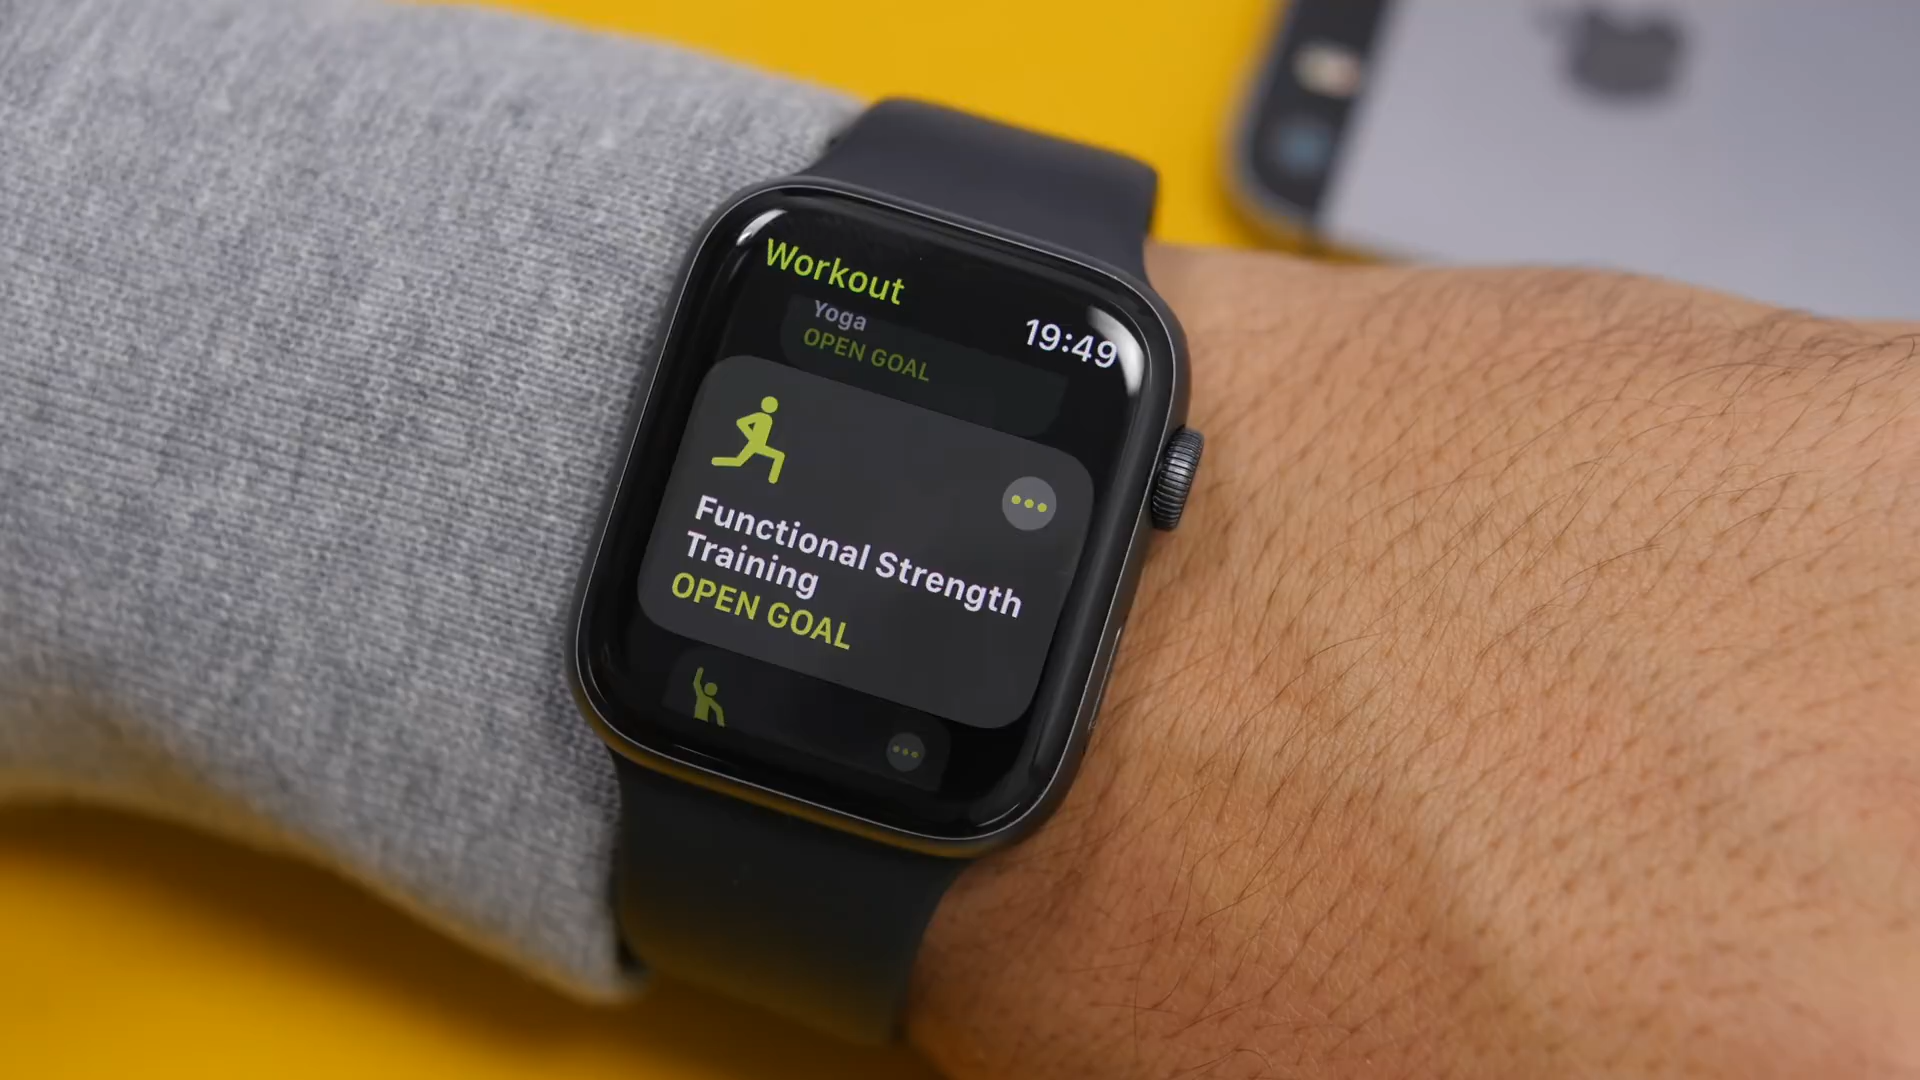 Workout
19:49
Yoga
OPEN GOAL
Functional Strength
Training
OPEN GOAL